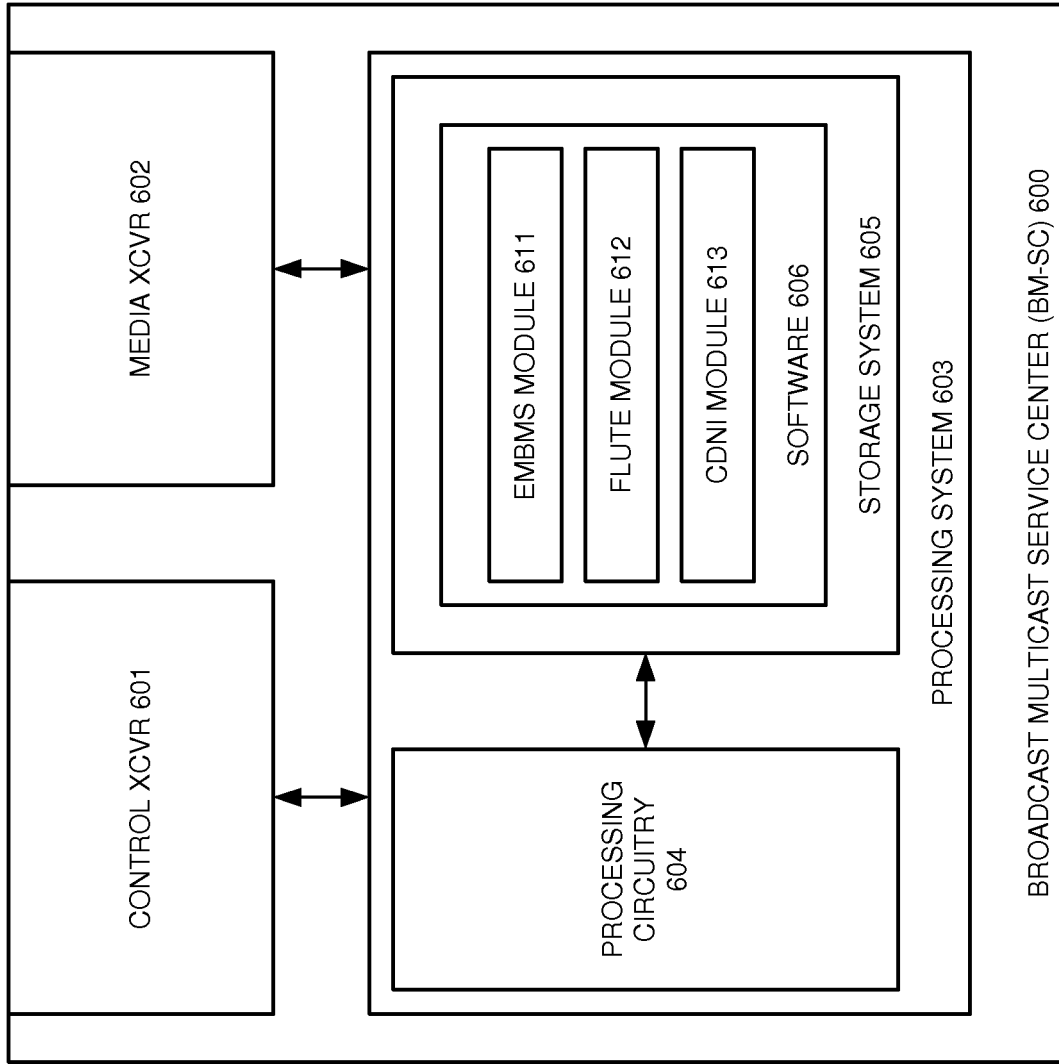 CONTROL XCVR 601
MEDIA XCVR 602
PROCESSING
CIRCUITRY
604
EMBMS MODULE 611
FLUTE MODULE 612
CDNI MODULE 613
SOFTWARE 606
STORAGE SYSTEM 605
PROCESSING SYSTEM 603
BROADCAST MULTICAST SERVICE CENTER (BM-SC) 600